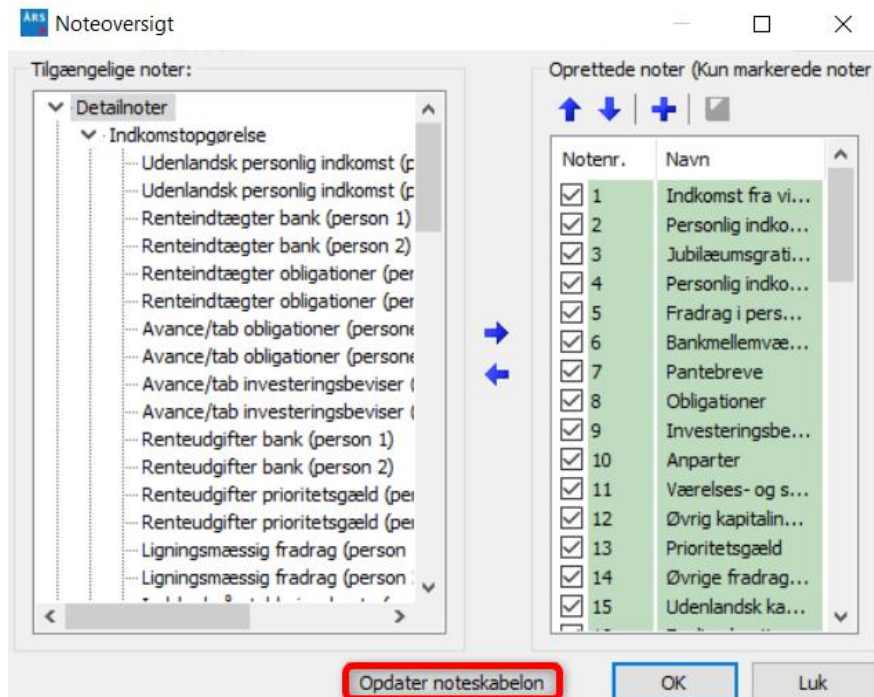 ÅRS
Noteoversigt
Tilgængelige noter:
Detailnoter
Indkomstopgørelse
Udenlandsk personlig indkomst (p
Udenlandsk personlig indkomst (p
Renteindtægter bank (person 1)
Renteindtægter bank (person 2)
Renteindtægter obligationer (per
Renteindtægter obligationer (per
Avance/tab obligationer (persone
Avance/tab obligationer (persone
Avance/tab investeringsbeviser (
Avance/tab investeringsbeviser (
Renteudgifter bank (person 1)
Renteudgifter bank (person 2)
Renteudgifter prioritetsgæld (per
Renteudgifter prioritetsgæld (per
Ligningsmæssig fradrag (person
Ligningsmæssig fradrag (person
Oprettede noter (Kun markerede noter
Notenr. Navn
1 Indkomst fra vi...
2 Personlig indko...
3 Jubilæumsgrati...
4 Personlig indko...
5 Fradrag i pers...
6 Bankmellemvæ...
7 Pantebreve
8 Obligationer
9 Investeringsbe...
10 Anparter
11 Værelses- og s...
12 Øvrig kapitalin...
13 Prioritetsgæld
14 Øvrige fradrag...
15 Udenlandsk ka...
Opdater noteskabelon
OK
Luk